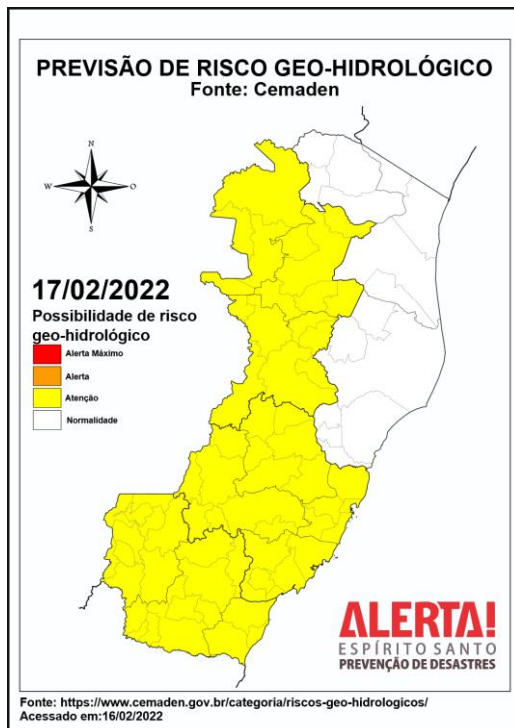 PREVISÃO DE RISCO GEO-HIDROLÓGICO
Fonte: Cemaden
N
W
O
S
17/02/2022
Possibilidade de risco
geo-hidrológico
Alerta Máximo
Alerta
Atenção
Normalidade
ALERTA!
ESPÍRITO SANTO
PREVENÇÃO DE DESASTRES
Fonte: https://www.cemaden.gov.br/categoria/riscos-geo-hidrologicos/
Acessado em:16/02/2022